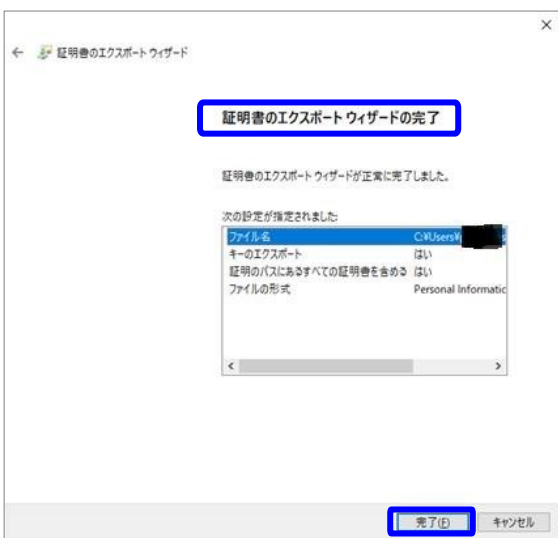 証明書のエクスポート ウィザード
証明書のエクスポート ウィザードの完了
証明書のエクスポート ウィザードが正常に完了しました。
次の設定が指定されました:
ファイル名 C:¥Users¥
キーのエクスポート はい
証明のパスにあるすべての証明書を含める はい
ファイルの形式 Personal Informatic
完了(F) キャンセル